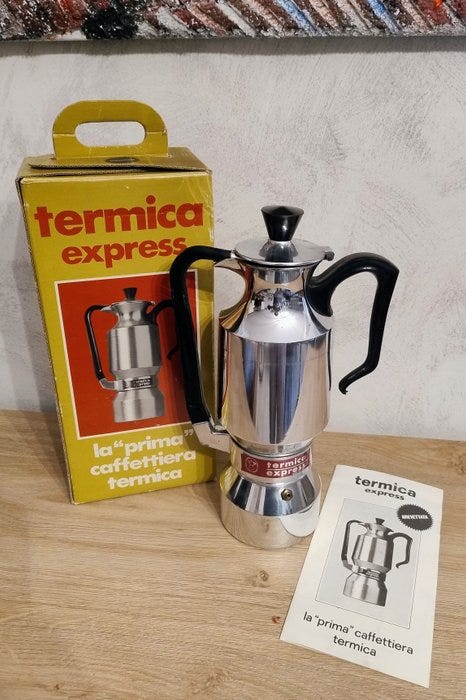 termica
express
la "prima"
caffettiera
termica
termica
express
termica
express
BREVETTATA
la "prima" caffettiera
termica